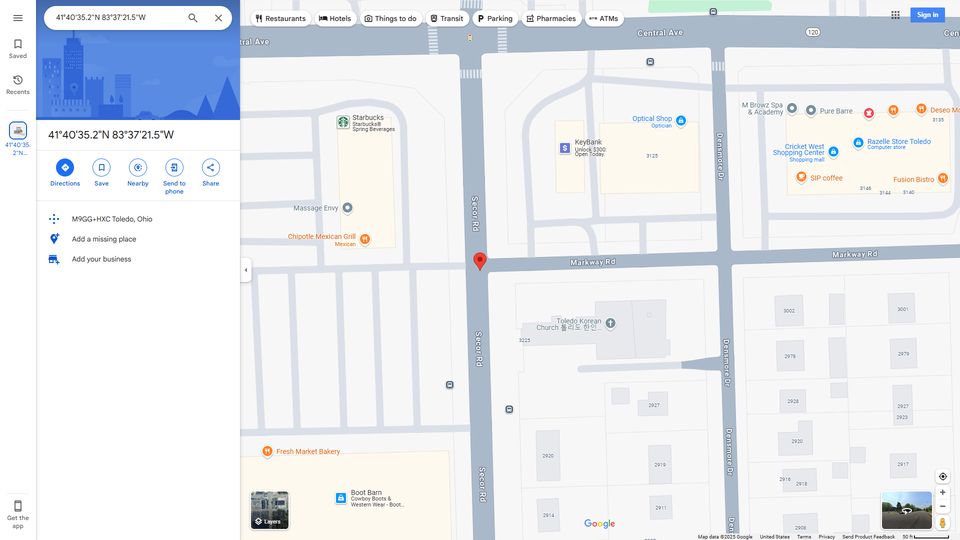 41°40'35.2"N 83°37'21.5"W
Saved
Recents
41°40'35.
2"N...
Get the
app
41°40'35.2"N 83°37'21.5"W
Directions
Save
Nearby
Send to
phone
Share
M9GG+HXC Toledo, Ohio
Add a missing place
Add your business
Restaurants
Hotels
Things to do
Transit
Parking
Pharmacies
ATMs
Sign in
tral Ave
Central Ave
120
Cen
Starbucks
Starbucks®
Spring Beverages
Massage Envy
Chipotle Mexican Grill
Mexican
Secor Rd
Optical Shop
Optician
KeyBank
Unlock $300.
Open Today.
3125
Densmore Dr
M Browz Spa
& Academy
Pure Barre
Deseo Mo
3135
Cricket West
Shopping Center
Shopping mall
Razelle Store Toledo
Computer store
SIP coffee
Fusion Bistro
3146
3144
5140
Markway Rd
Markway Rd
Toledo Korean
Church 톨리도 한인...
3225
Secor Rd
Densmore Dr
3002
3001
2978
2979
2928
2927
2923
2927
2920
2920
2919
2917
2916
2918
2914
2911
2908
Densmore Dr
Secor Rd
Fresh Market Bakery
Boot Barn
Cowboy Boots &
Western Wear - Boot...
Layers
Google
Map data ©2025 Google
United States
Terms
Privacy
Send Product Feedback
50 ft